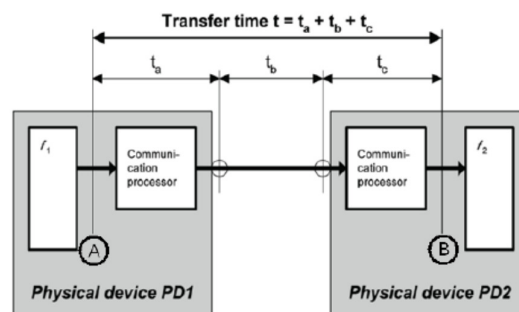 Transfer time t = ta + tb + tc
ta
tb
tc
f1
Communi-
cation
processor
A
Physical device PD1
Communi-
cation
processor
f2
B
Physical device PD2